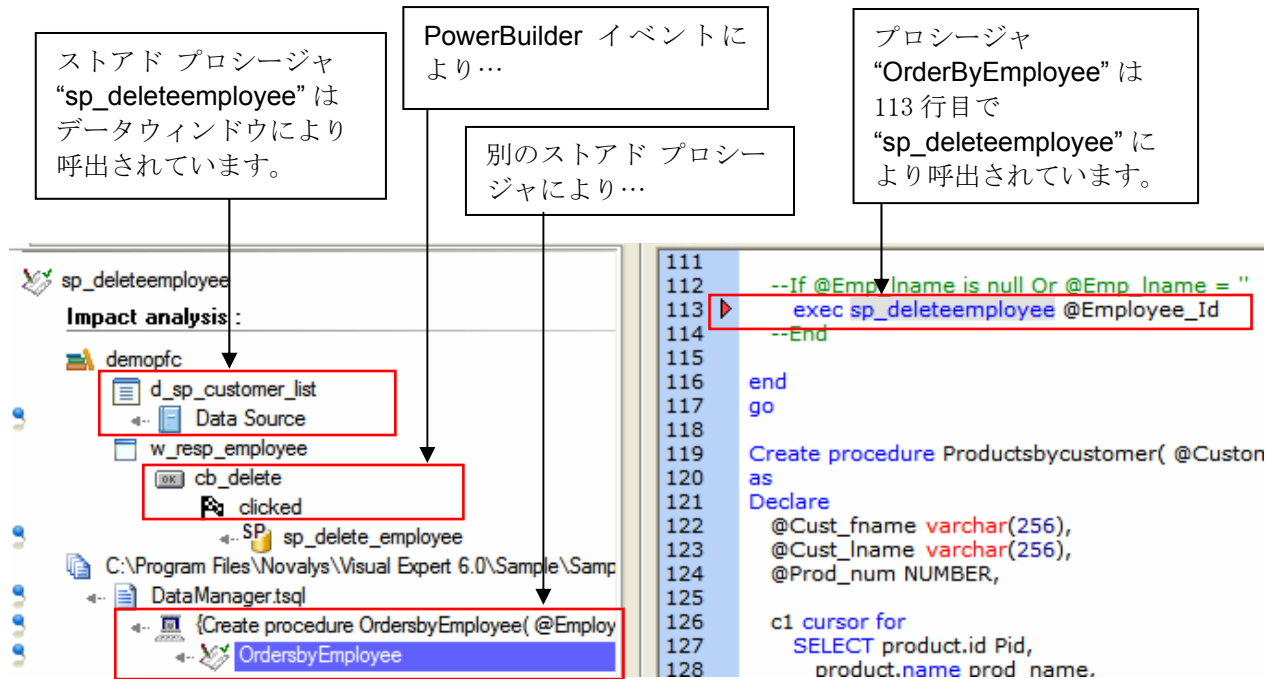 ストアド プロシージャ
“sp_deleteemployee” は
データウィンドウにより
呼出されています。
PowerBuilder イベントに
より…
別のストアド プロシー
ジャにより…
プロシージャ
“OrderByEmployee” は
113 行目で
“sp_deleteemployee” に
より呼出されています。
sp_deleteemployee
Impact analysis :
demopfc
d_sp_customer_list
Data Source
w_resp_employee
OK cb_delete
clicked
SP sp_delete_employee
C:\Program Files\Novalys\Visual Expert 6.0\Sample\Samp
DataManager.tsql
{Create procedure OrdersbyEmployee( @Employ
OrdersbyEmployee
111
112 --If @Emp_lname is null Or @Emp_lname = ''
113 exec sp_deleteemployee @Employee_Id
114 --End
115
116 end
117 go
118
119 Create procedure Productsbycustomer( @Custon
120 as
121 Declare
122 @Cust_fname varchar(256),
123 @Cust_lname varchar(256),
124 @Prod_num NUMBER,
125
126 c1 cursor for
127 SELECT product.id Pid,
128 product.name prod_name,